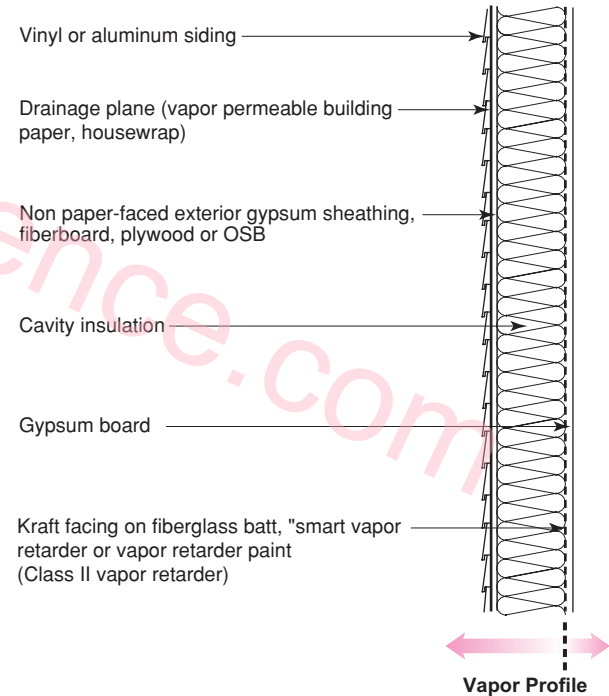 Vinyl or aluminum siding
Drainage plane (vapor permeable building
paper, housewrap)
Non paper-faced exterior gypsum sheathing,
fiberboard, plywood or OSB
Cavity insulation
Gypsum board
Kraft facing on fiberglass batt, "smart vapor
retarder or vapor retarder paint
(Class II vapor retarder)
Vapor Profile
ence.com